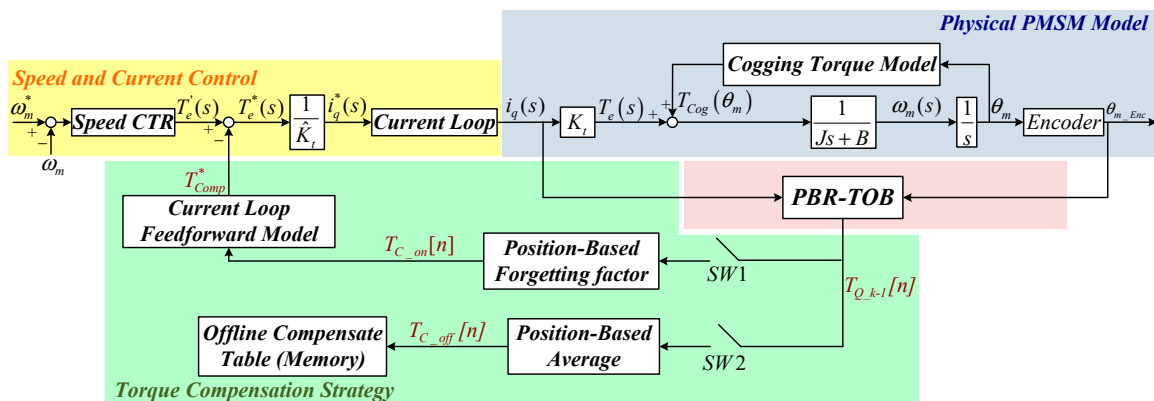 Physical PMSM Model
Speed and Current Control
Cogging Torque Model
ω*m
+
−
ωm
Speed CTR
T'e(s)
+
−
T*e(s)
1
K̂t
i*q(s)
Current Loop
iq(s)
Kt
Te(s)
+
+
TCog(θm)
1
Js + B
ωm(s)
1
s
θm
Encoder
θm_Enc
T*Comp
PBR-TOB
Current Loop
Feedforward Model
TC_on[n]
Position-Based
Forgetting factor
SW1
TQ_k-1[n]
Offline Compensate
Table (Memory)
TC_off[n]
Position-Based
Average
SW2
Torque Compensation Strategy